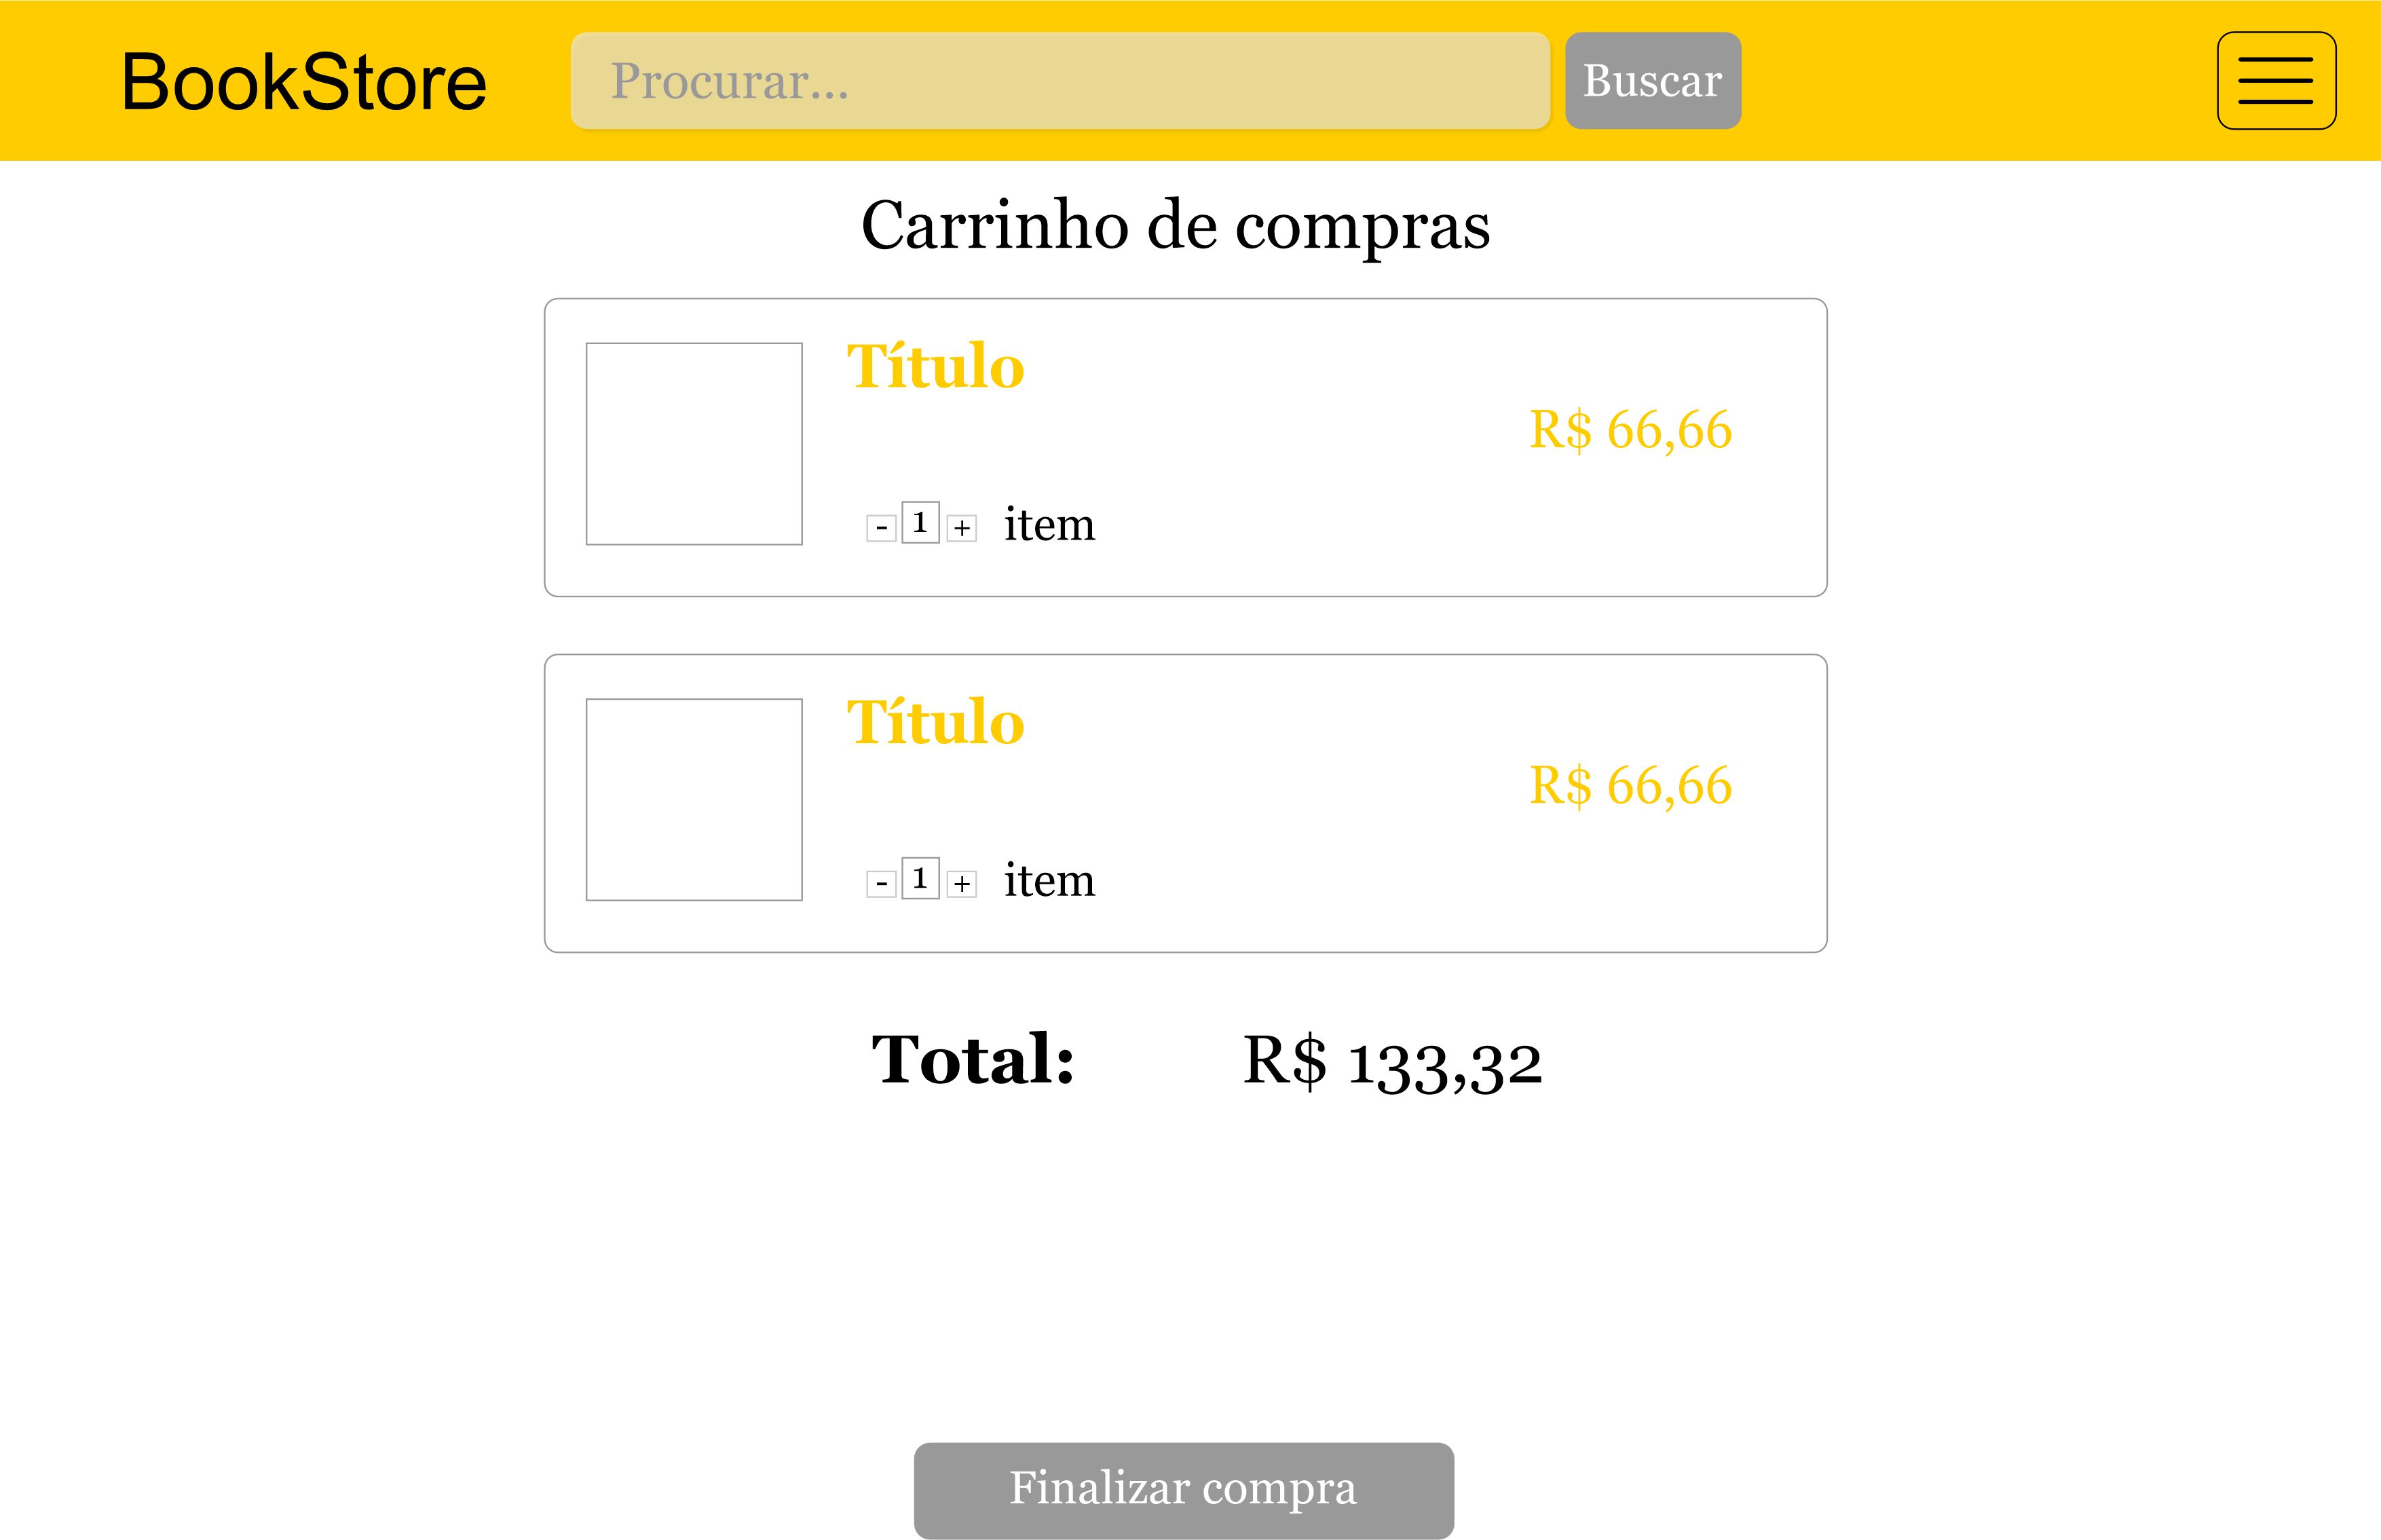 BookStore Procurar... Buscar
Carrinho de compras
Título
R$ 66,66
- 1 + item
Título
R$ 66,66
- 1 + item
Total: R$ 133,32
Finalizar compra